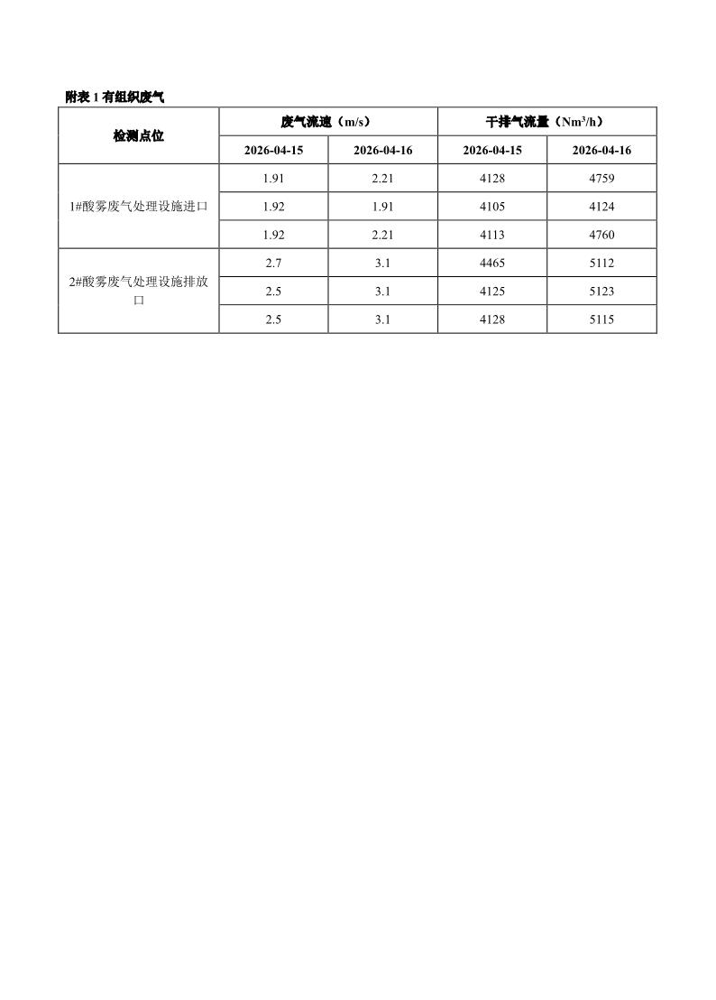 附表 1 有组织废气
检测点位 废气流速（m/s） 干排气流量（Nm³/h）
2026-04-15 2026-04-16 2026-04-15 2026-04-16
1#酸雾废气处理设施进口 1.91 2.21 4128 4759
1.92 1.91 4105 4124
1.92 2.21 4113 4760
2#酸雾废气处理设施排放
口 2.7 3.1 4465 5112
2.5 3.1 4125 5123
2.5 3.1 4128 5115